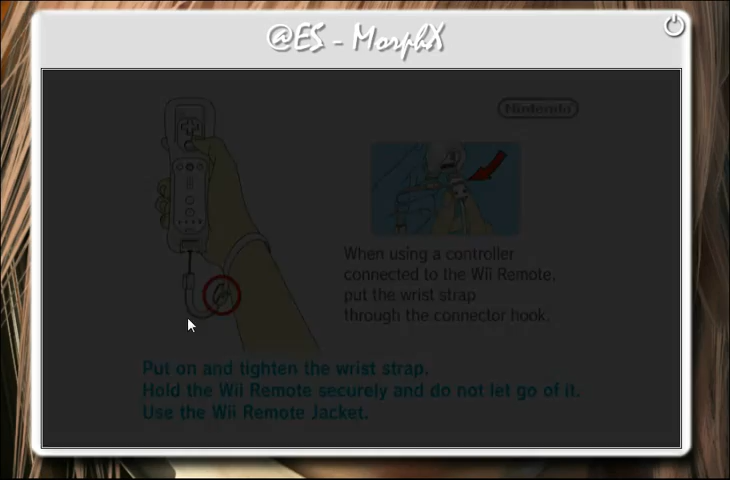 @ES - MorphX
Nintendo
When using a controller
connected to the Wii Remote,
put the wrist strap
through the connector hook.
Put on and tighten the wrist strap.
Hold the Wii Remote securely and do not let go of it.
Use the Wii Remote Jacket.